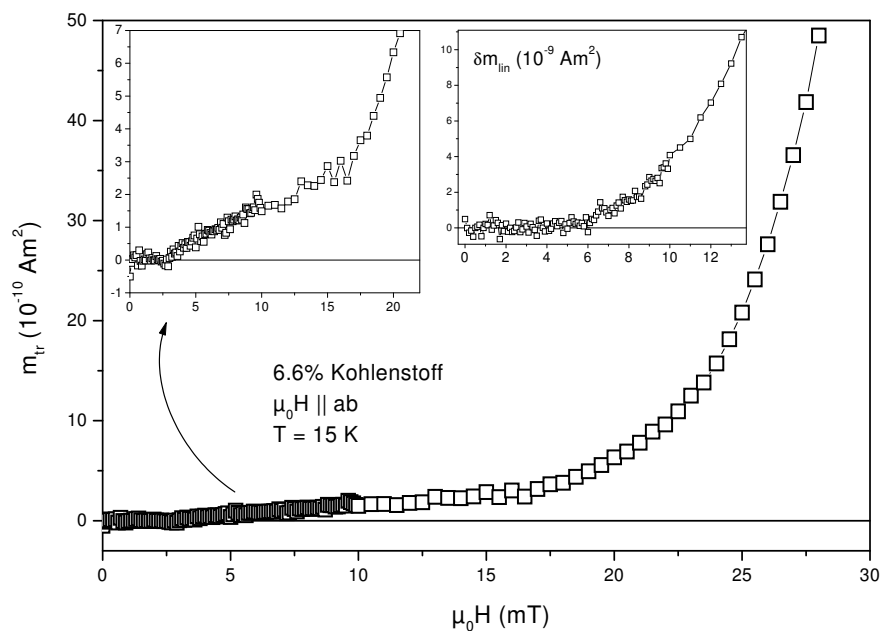 7
6
5
4
3
2
1
0
-1
0 5 10 15 20
δm_lin (10^-9 Am^2)
10
8
6
4
2
0
0 2 4 6 8 10 12
50
40
30
20
10
0
m_tr (10^-10 Am^2)
6.6% Kohlenstoff
μ_0H || ab
T = 15 K
0 5 10 15 20 25 30
μ_0H (mT)